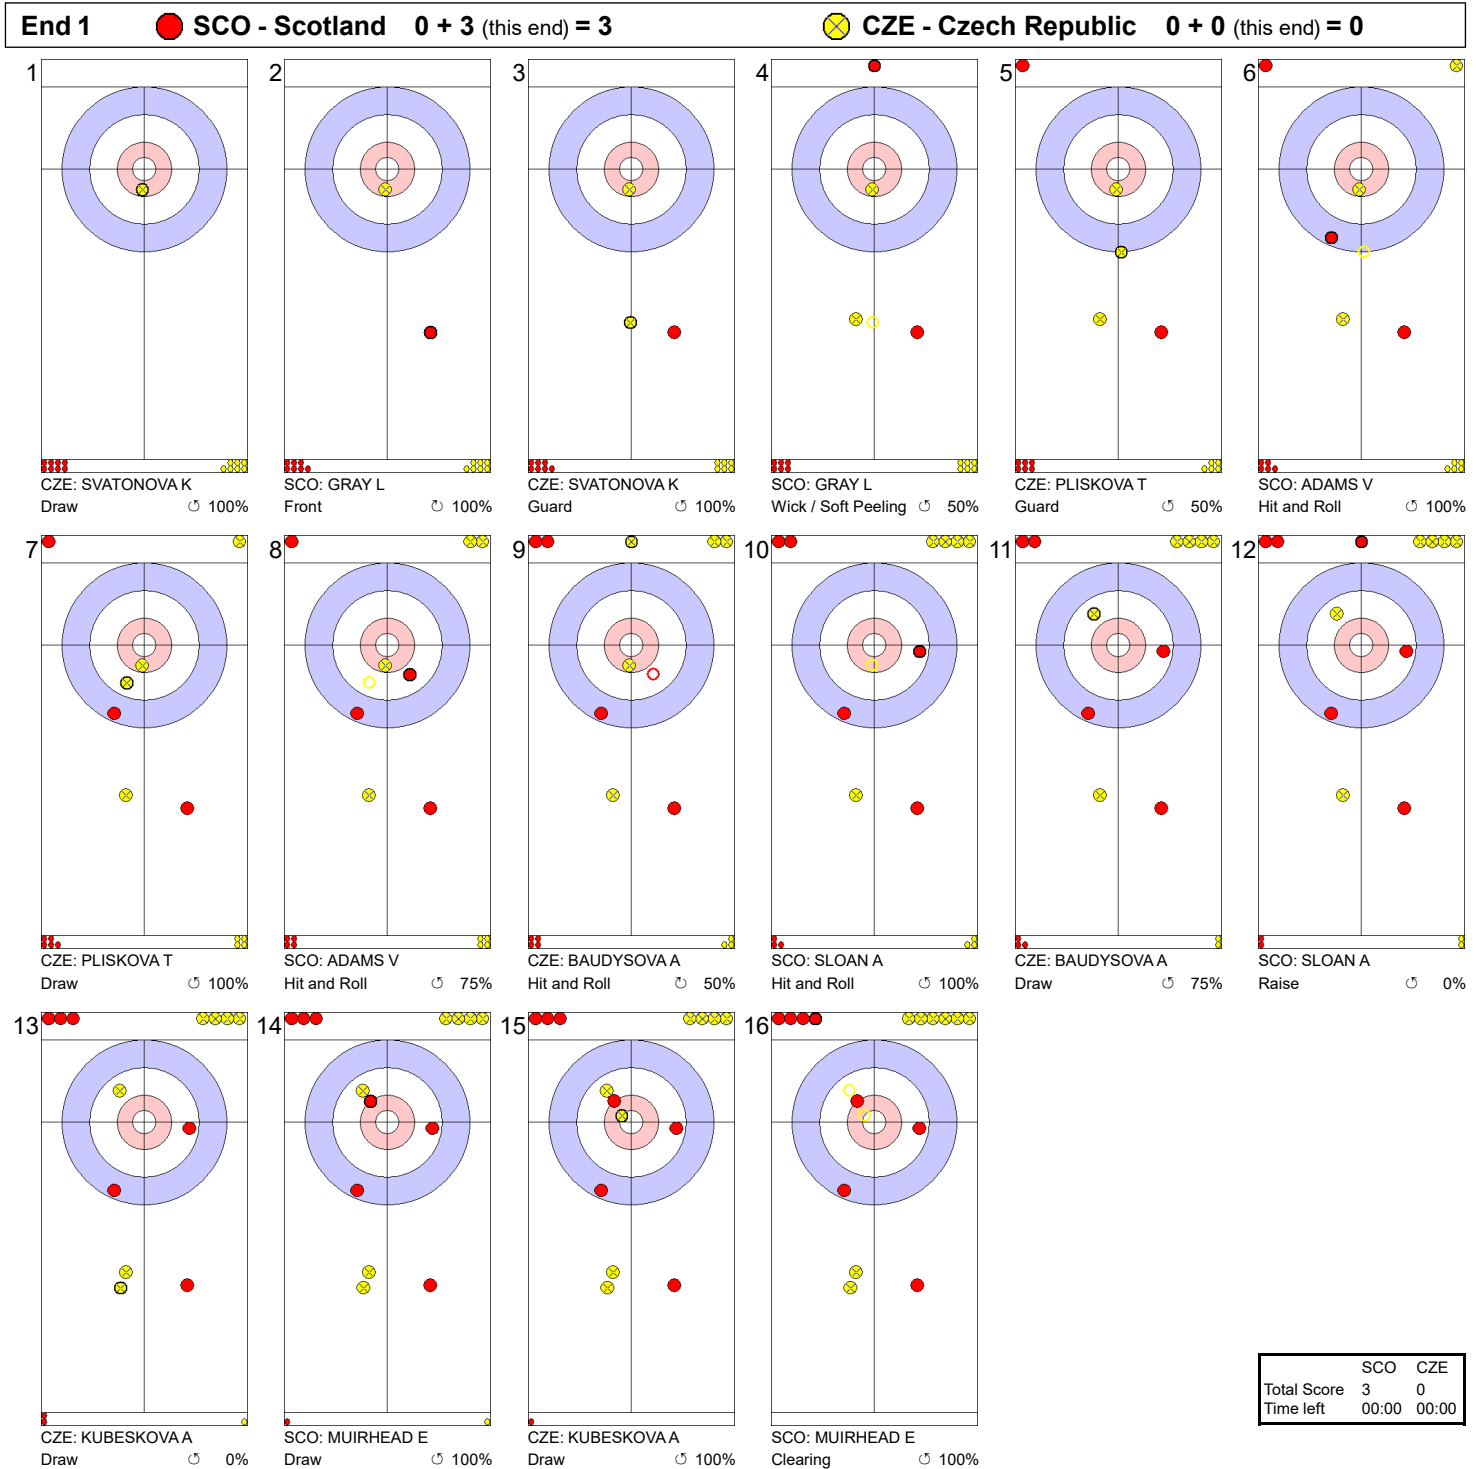 End 1 SCO - Scotland 0 + 3 (this end) = 3 CZE - Czech Republic 0 + 0 (this end) = 0
1 2 3 4 5 6
CZE: SVATONOVA K SCO: GRAY L CZE: SVATONOVA K SCO: GRAY L CZE: PLISKOVA T SCO: ADAMS V
Draw ↺ 100% Front ↻ 100% Guard ↺ 100% Wick / Soft Peeling ↺ 50% Guard ↺ 50% Hit and Roll ↺ 100%
7 8 9 10 11 12
CZE: PLISKOVA T SCO: ADAMS V CZE: BAUDYSOVA A SCO: SLOAN A CZE: BAUDYSOVA A SCO: SLOAN A
Draw ↺ 100% Hit and Roll ↺ 75% Hit and Roll ↻ 50% Hit and Roll ↺ 100% Draw ↺ 75% Raise ↺ 0%
13 14 15 16
CZE: KUBESKOVA A SCO: MUIRHEAD E CZE: KUBESKOVA A SCO: MUIRHEAD E
Draw ↺ 0% Draw ↺ 100% Draw ↺ 100% Clearing ↺ 100%
SCO CZE
Total Score 3 0
Time left 00:00 00:00